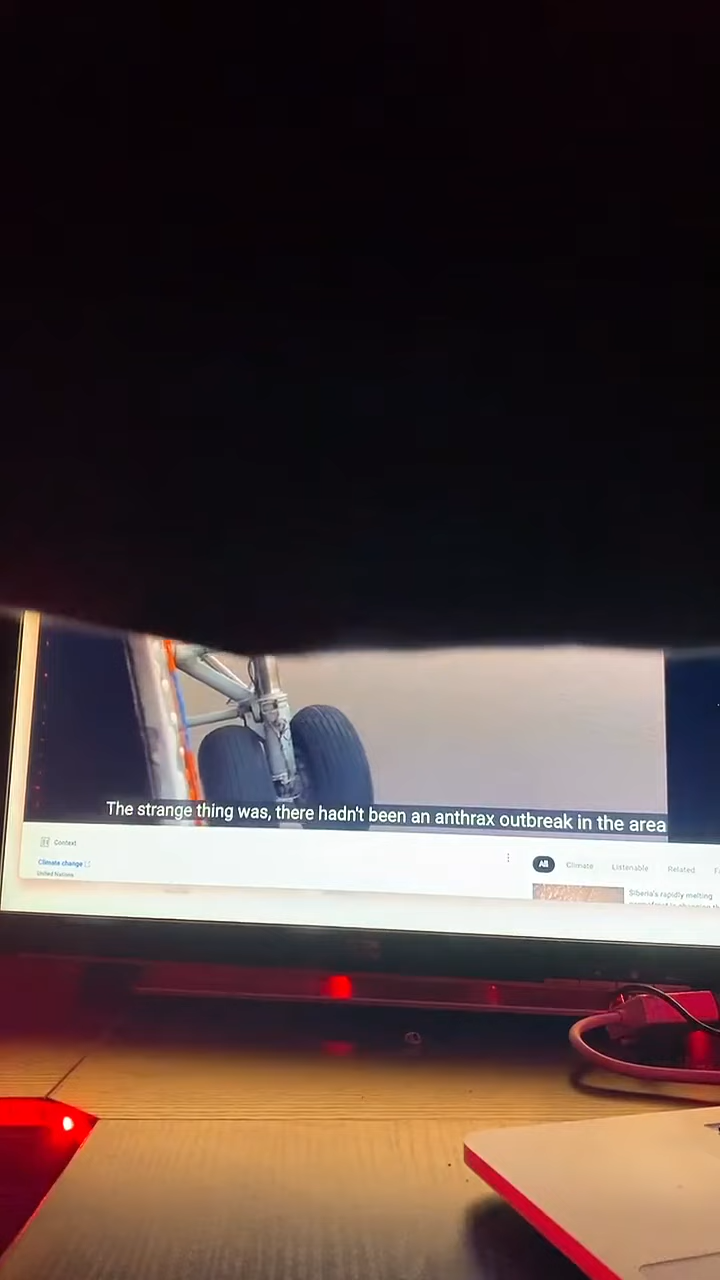 The strange thing was, there hadn't been an anthrax outbreak in the area
Context
Climate change
United Nations
All Climate Listenable Related
Siberia's rapidly melting